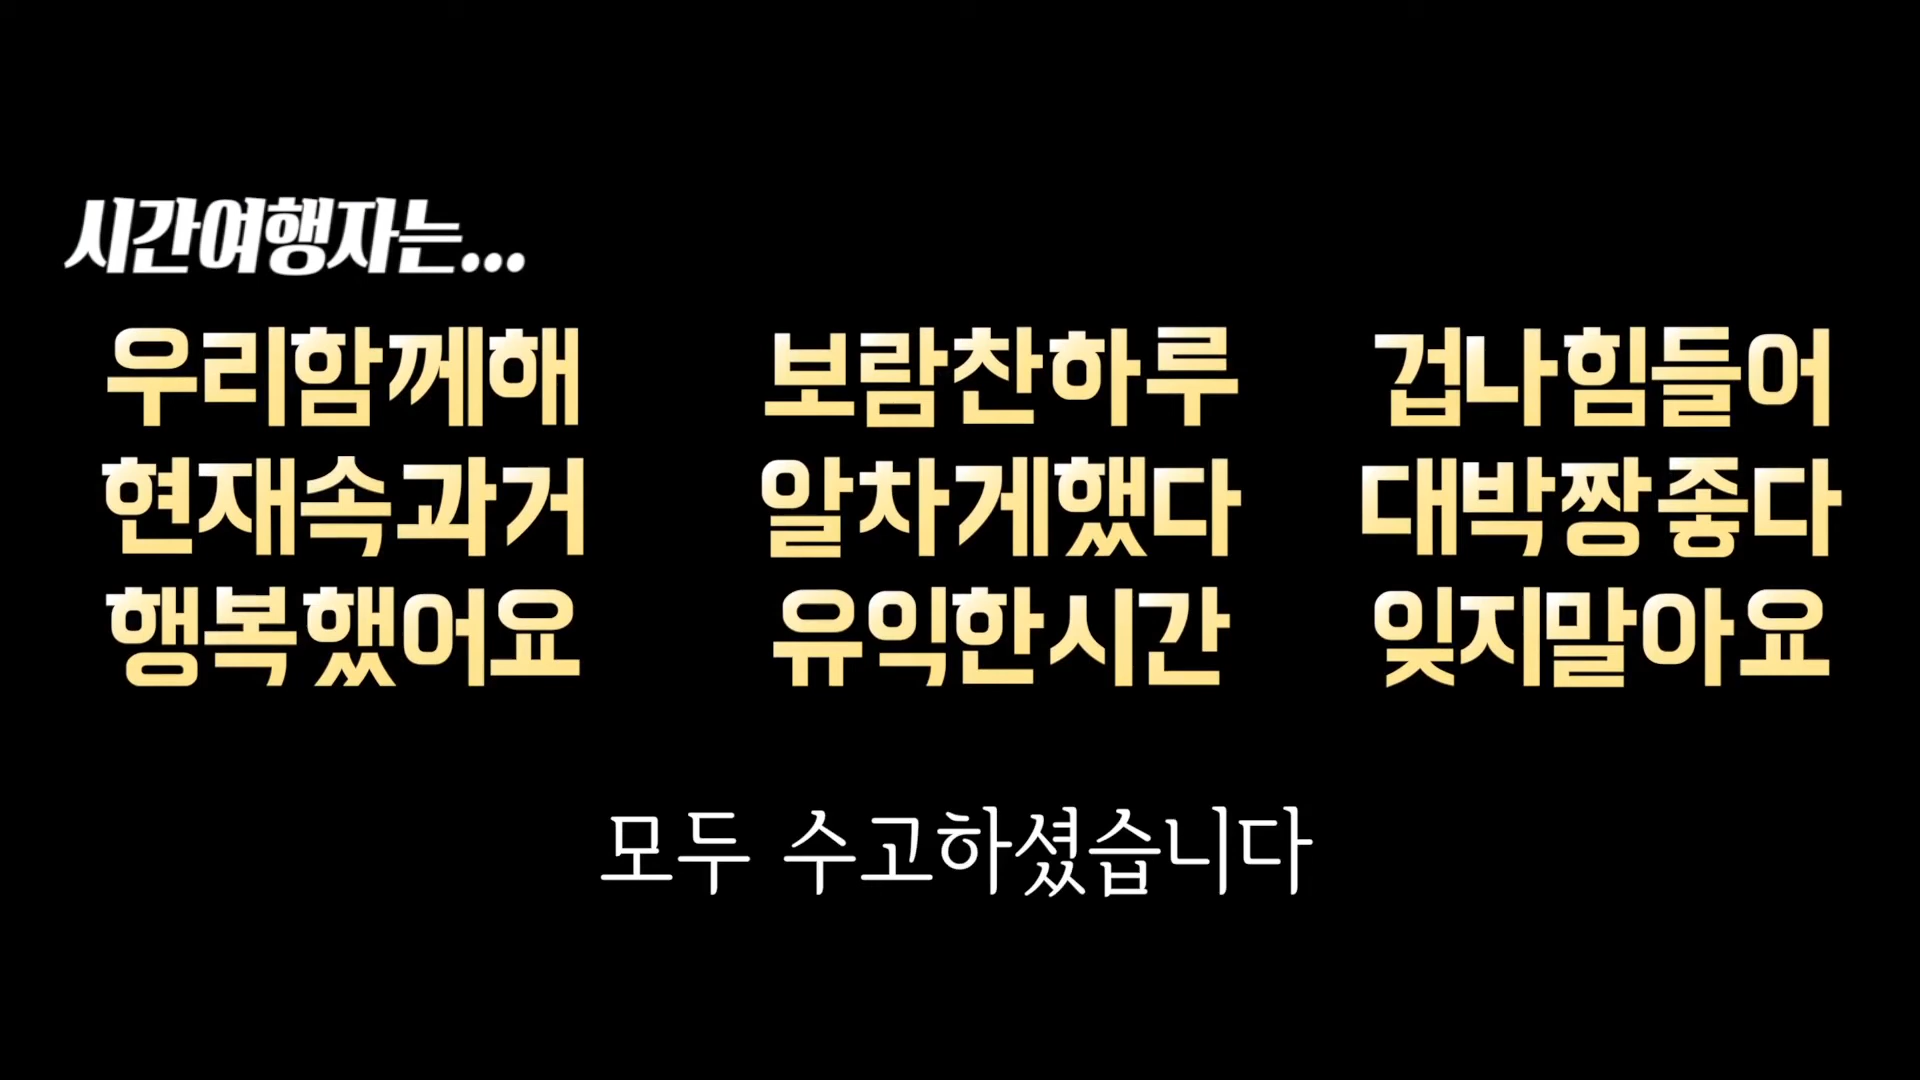 시간여행자는...
우리함께해 보람찬하루 겁나힘들어
현재속과거 알차게했다 대박짱좋다
행복했어요 유익한시간 잊지말아요
모두 수고하셨습니다